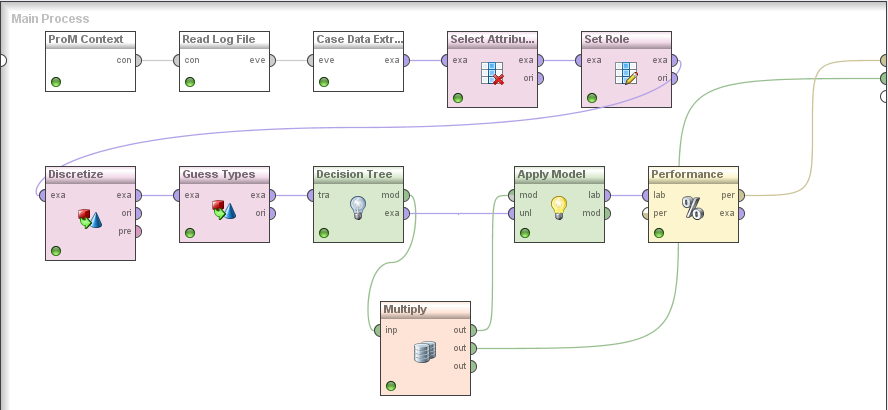 Main Process
ProM Context
Read Log File
Case Data Extr...
Select Attribu...
Set Role
con
con eve
eve exa
exa exa
ori
exa exa
ori
Discretize
Guess Types
Decision Tree
Apply Model
Performance
exa exa
ori
pre
exa exa
ori
tra mod
exa
mod lab
unl mod
lab per
per exa
%
Multiply
inp out
out
out